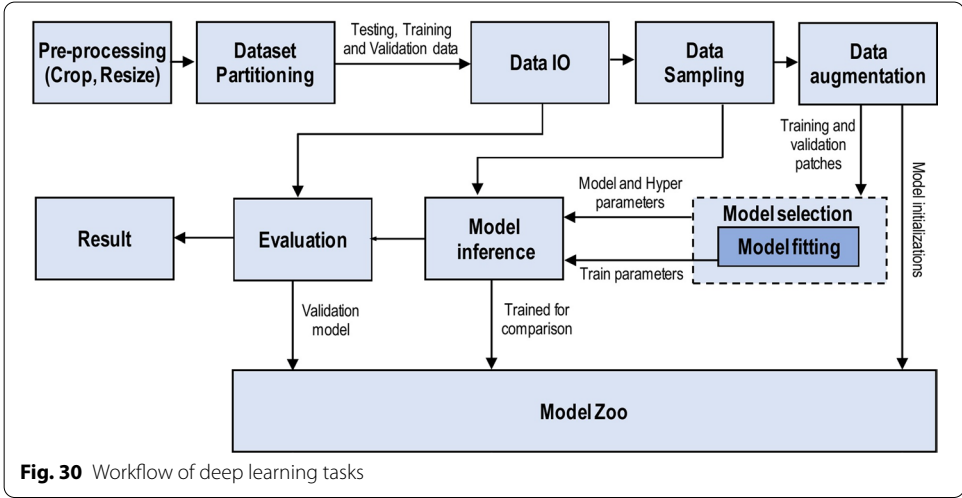 Pre-processing
(Crop, Resize)
Dataset
Partitioning
Testing, Training
and Validation data
Data IO
Data
Sampling
Data
augmentation
Training and
validation
patches
Model initializations
Model and Hyper
parameters
Model selection
Model fitting
Train parameters
Model
inference
Evaluation
Result
Validation
model
Trained for
comparison
Model Zoo
Fig. 30 Workflow of deep learning tasks